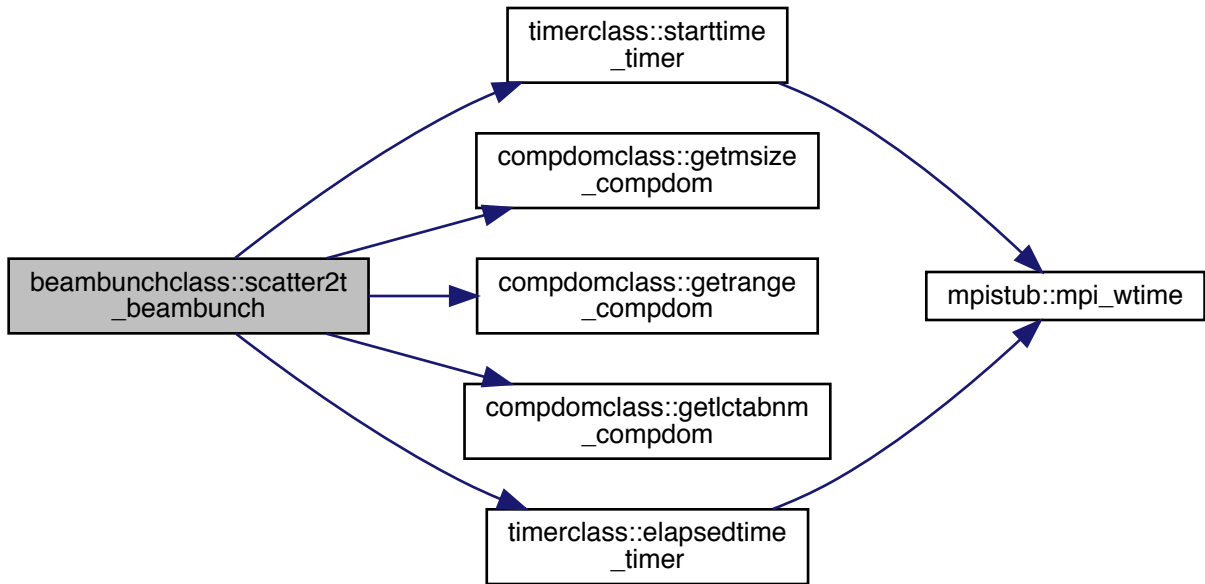 timerclass::starttime
_timer
compdomclass::getmsize
_compdom
beambunchclass::scatter2t
_beambunch
compdomclass::getrange
_compdom
mpistub::mpi_wtime
compdomclass::getlctabnm
_compdom
timerclass::elapsedtime
_timer